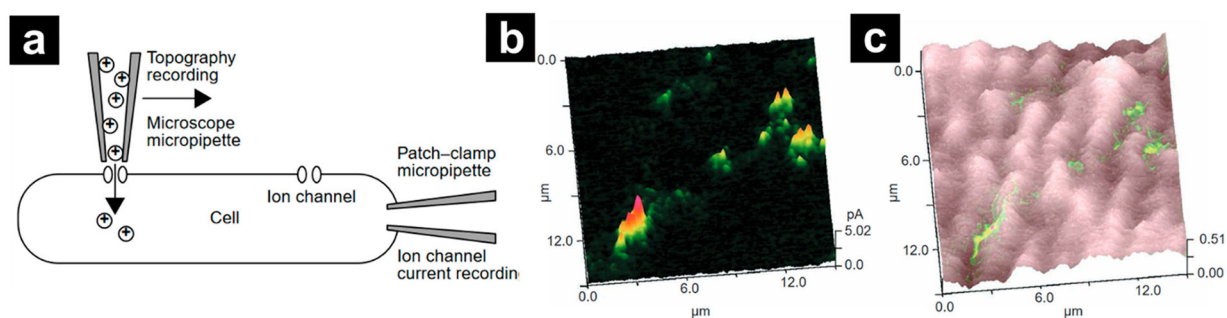 a
Topography
recording
Microscope
micropipette
Patch–clamp
micropipette
Ion channel
Cell
Ion channel
current recording
b
0.0
6.0
12.0
µm
pA
5.02
0.0
0.0
6.0
12.0
µm
c
0.0
6.0
12.0
µm
0.51
0.00
0.0
6.0
12.0
µm